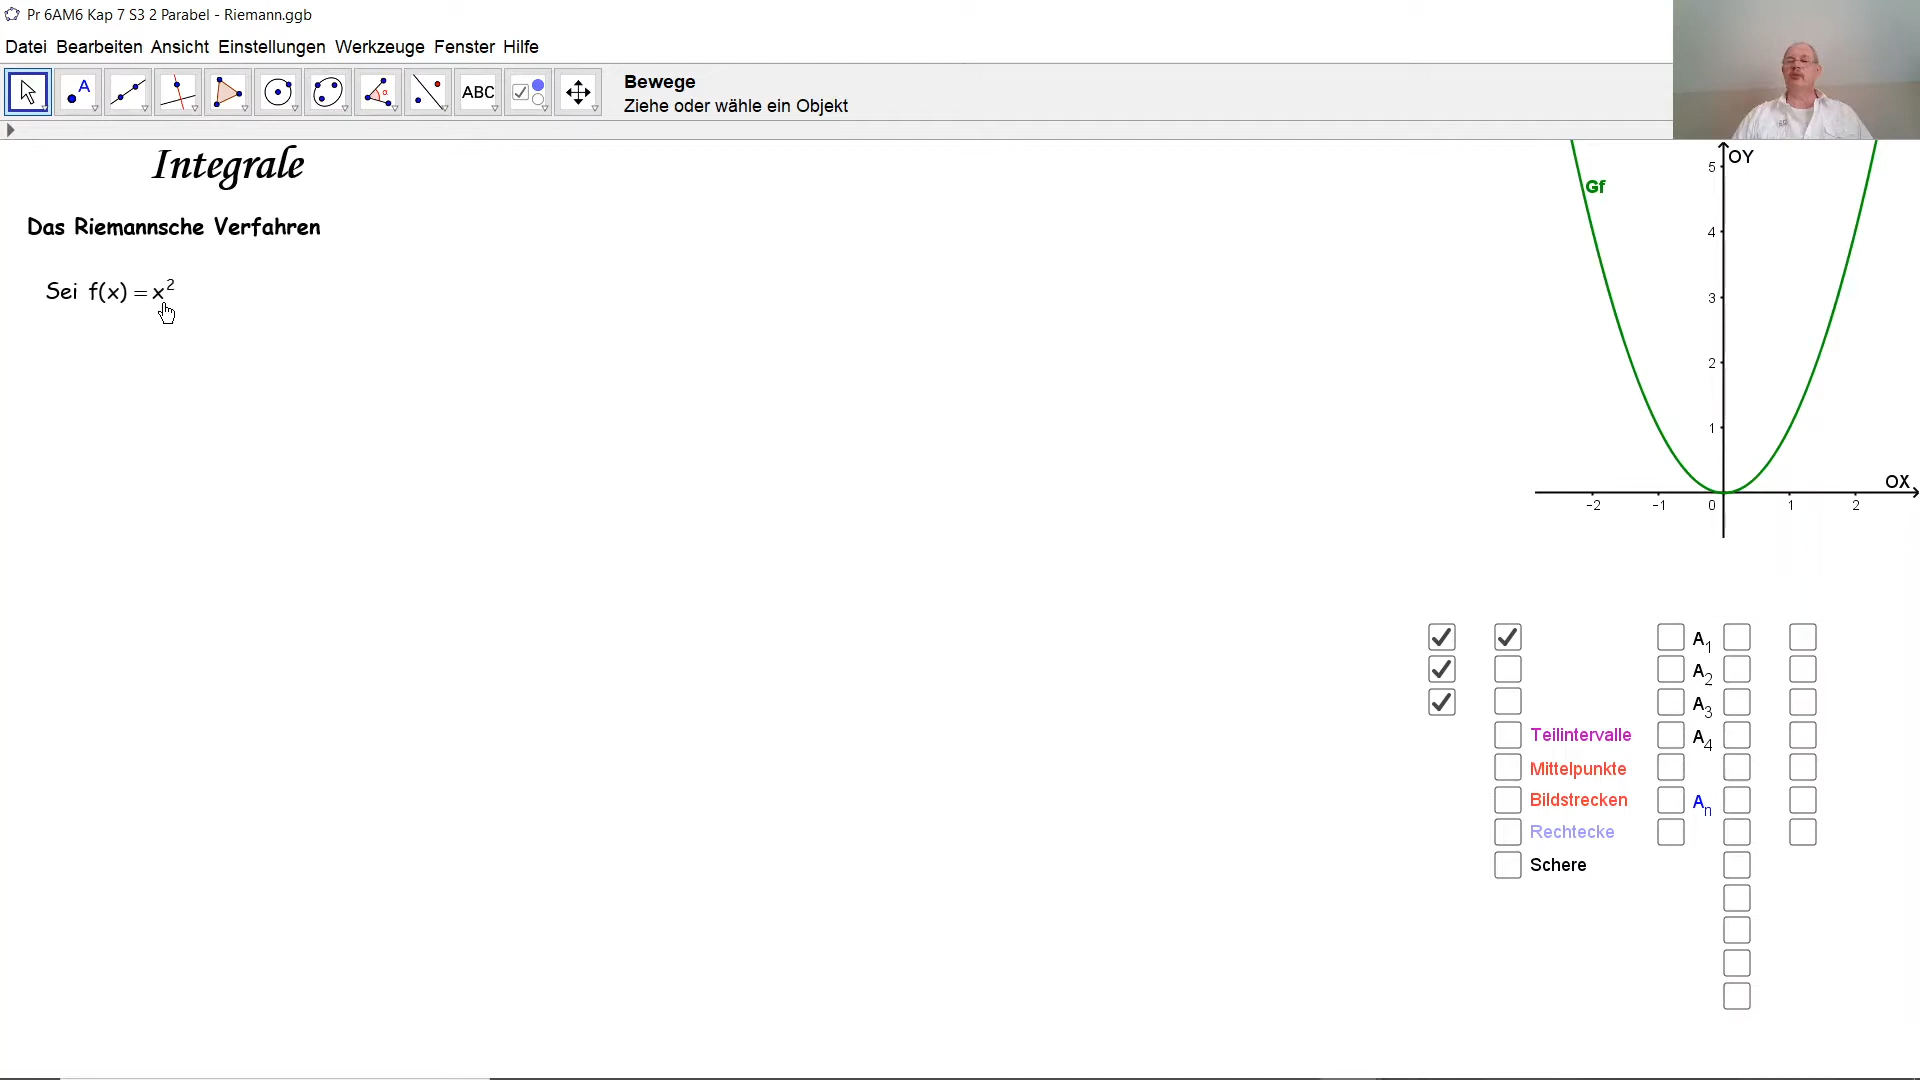 Pr 6AM6 Kap 7 S3 2 Parabel - Riemann.ggb
Datei Bearbeiten Ansicht Einstellungen Werkzeuge Fenster Hilfe
A
α
ABC
Bewege
Ziehe oder wähle ein Objekt
Integrale
Das Riemannsche Verfahren
Sei f(x) = x²
OY
Gf
5
4
3
2
1
OX
-2 -1 0 1 2
A₁
A₂
A₃
Teilintervalle A₄
Mittelpunkte
Bildstrecken Aₙ
Rechtecke
Schere